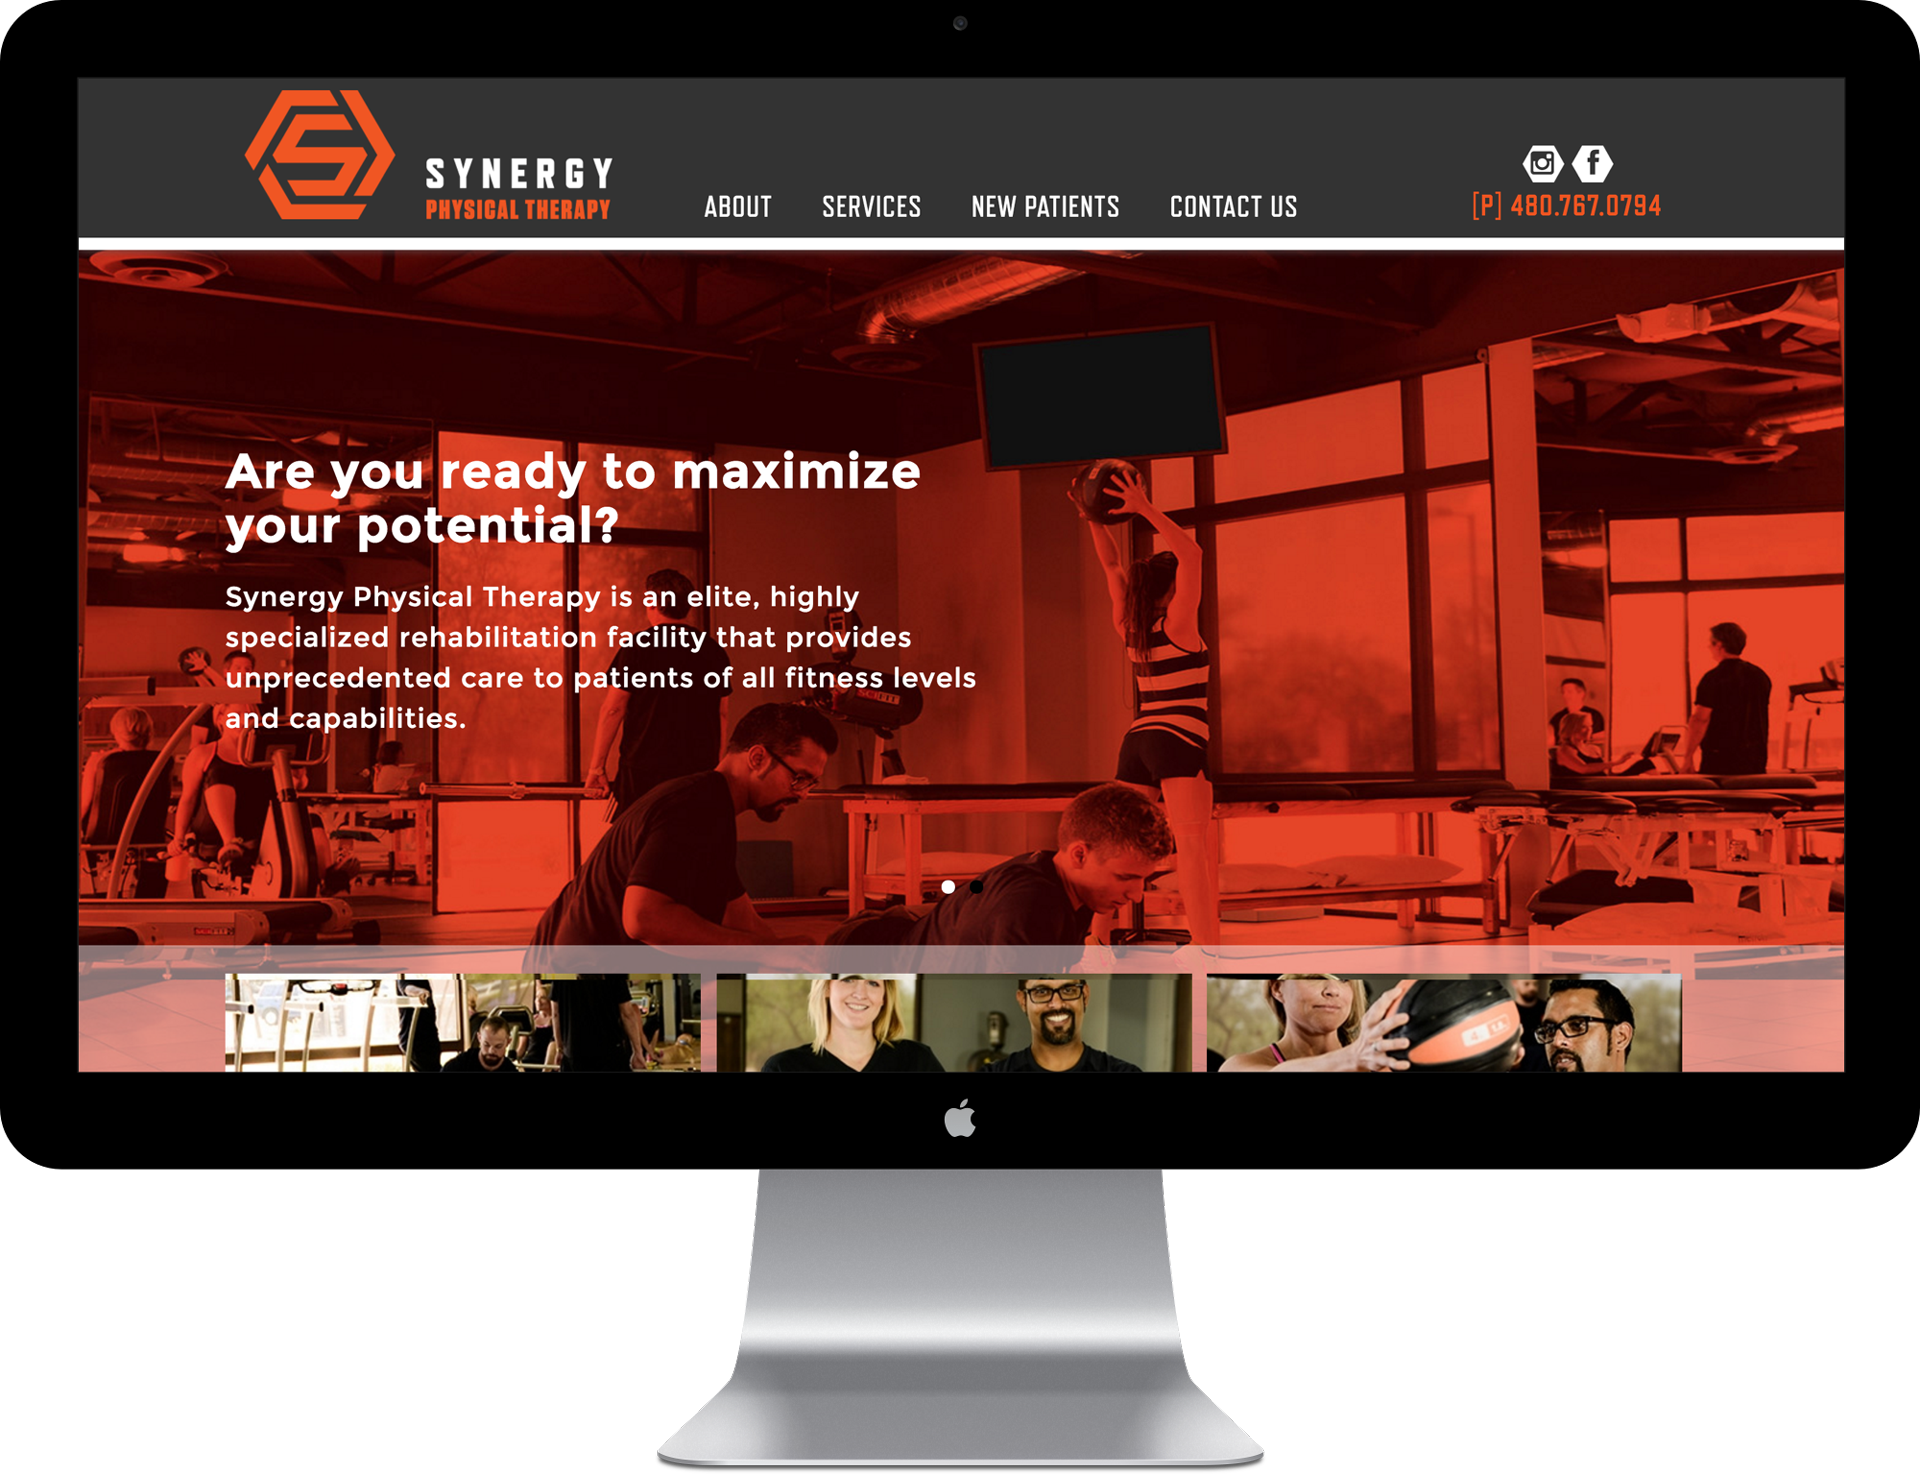 SYNERGY
PHYSICAL THERAPY
ABOUT SERVICES NEW PATIENTS CONTACT US
[P] 480.767.0794
Are you ready to maximize
your potential?
Synergy Physical Therapy is an elite, highly
specialized rehabilitation facility that provides
unprecedented care to patients of all fitness levels
and capabilities.
SCIFIT